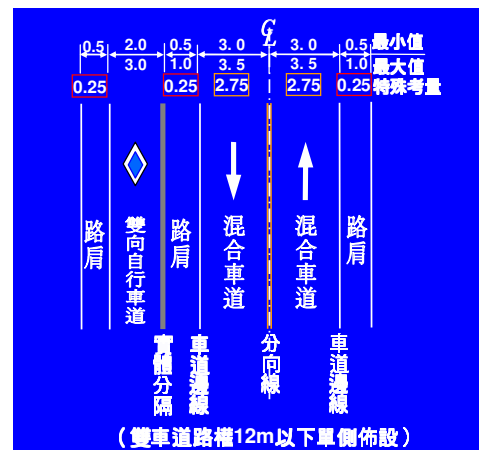 ℄
0.5 2.0 0.5 3.0 3.0 0.5 最小值
3.0 1.0 3.5 3.5 1.0 最大值
0.25 0.25 2.75 2.75 0.25 特殊考量
路肩
雙向自行車道
路肩
混合車道
混合車道
路肩
實體分隔
車道邊線
分向線
車道邊線
(雙車道路權12m以下單側佈設)